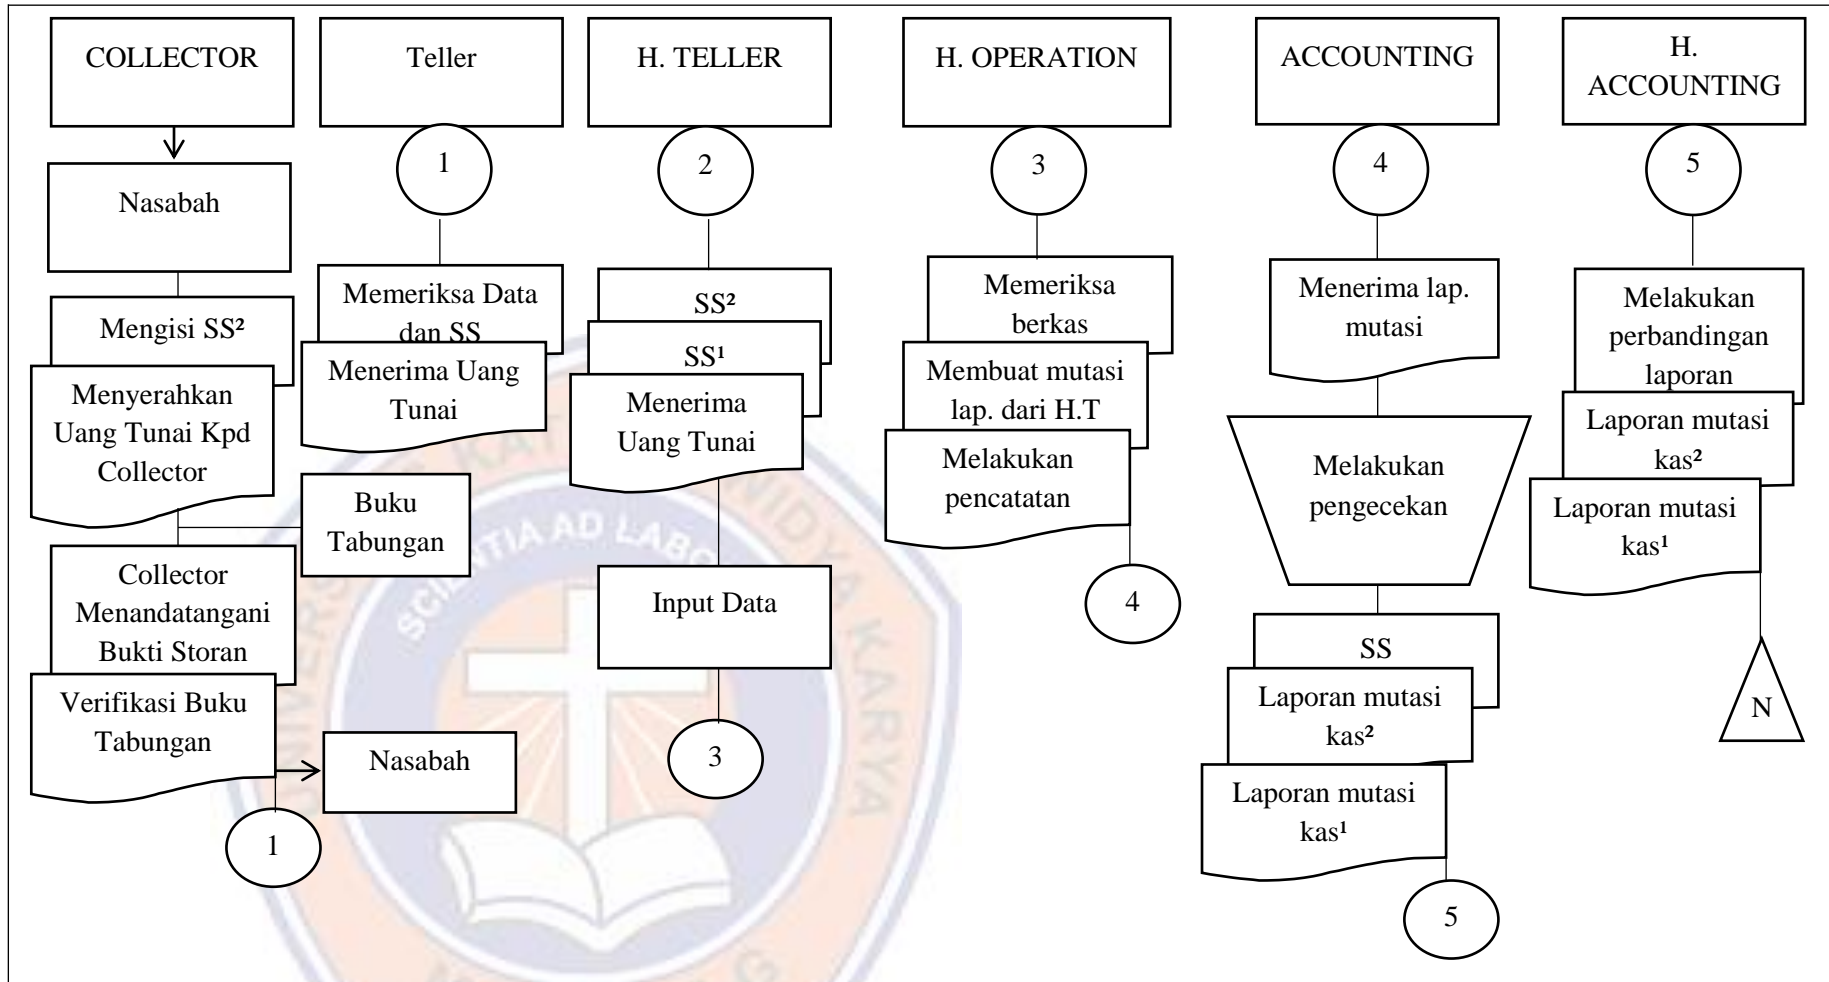 COLLECTOR
Nasabah
Mengisi SS²
Menyerahkan
Uang Tunai Kpd
Collector
Buku
Tabungan
Collector
Menandatangani
Bukti Storan
Verifikasi Buku
Tabungan
Nasabah
1
Teller
1
Memeriksa Data
dan SS
Menerima Uang
Tunai
H. TELLER
2
SS²
SS¹
Menerima
Uang Tunai
Input Data
3
H. OPERATION
3
Memeriksa
berkas
Membuat mutasi
lap. dari H.T
Melakukan
pencatatan
4
ACCOUNTING
4
Menerima lap.
mutasi
Melakukan
pengecekan
SS
Laporan mutasi
kas²
Laporan mutasi
kas¹
5
H.
ACCOUNTING
5
Melakukan
perbandingan
laporan
Laporan mutasi
kas²
Laporan mutasi
kas¹
N
SCIENTIA AD LABO